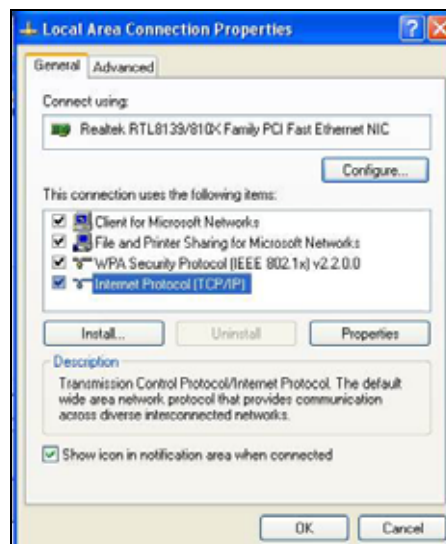 Local Area Connection Properties
General Advanced
Connect using:
Realtek RTL8139/810X Family PCI Fast Ethernet NIC
Configure...
This connection uses the following items:
Client for Microsoft Networks
File and Printer Sharing for Microsoft Networks
WPA Security Protocol (IEEE 802.1x) v2.2.0.0
Internet Protocol (TCP/IP)
Install... Uninstall Properties
Description
Transmission Control Protocol/Internet Protocol. The default
wide area network protocol that provides communication
across diverse interconnected networks.
Show icon in notification area when connected
OK Cancel